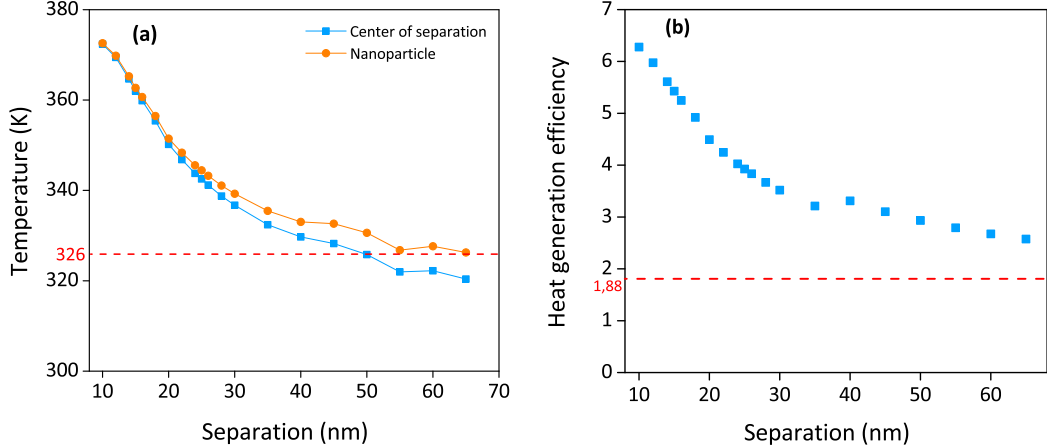 (a)
Center of separation
Nanoparticle
Temperature (K)
380
360
340
326
320
300
10 20 30 40 50 60 70
Separation (nm)
(b)
Heat generation efficiency
7
6
5
4
3
2
1,88
1
0
10 20 30 40 50 60
Separation (nm)